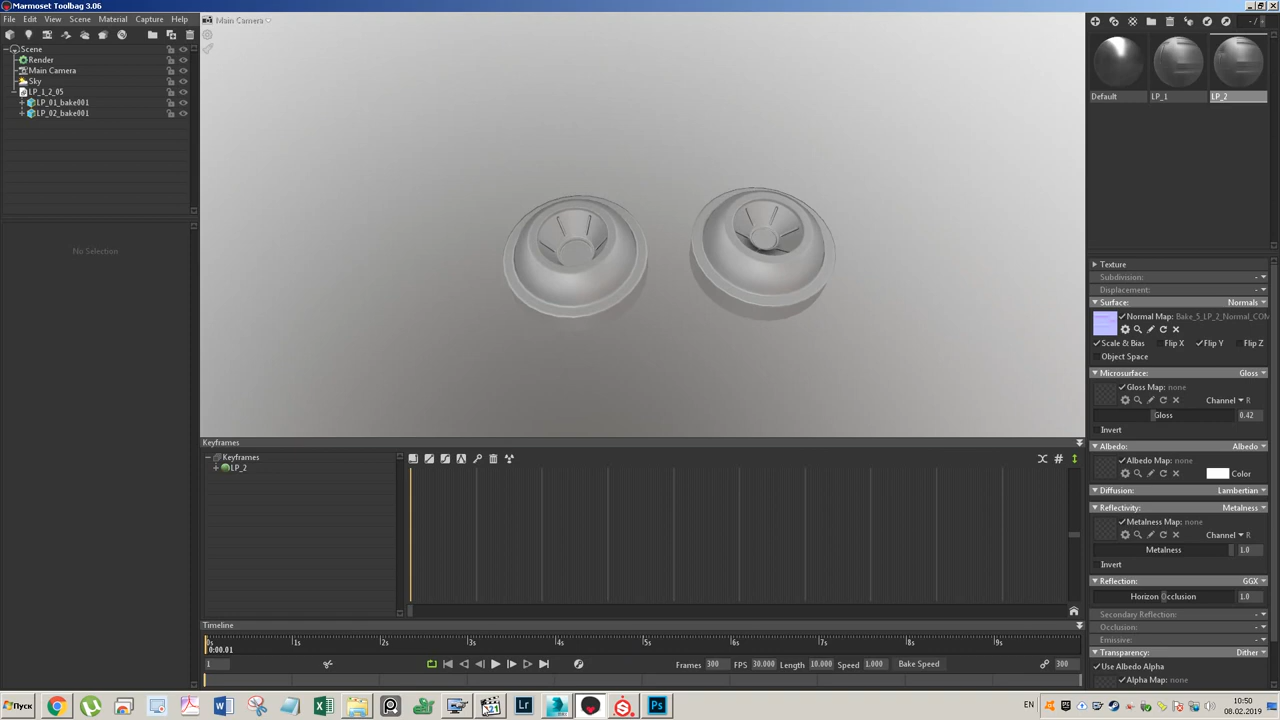 Marmoset Toolbag 3.06
File Edit View Scene Material Capture Help
Main Camera
Scene
Render
Main Camera
Sky
LP_1_2_05
LP_01_bake001
LP_02_bake001
No Selection
Default LP_1 LP_2
Texture
Subdivision:
Displacement:
Surface: Normals
Normal Map: Bake_5_LP_2_Normal_COM
Scale & Bias Flip X Flip Y Flip Z
Object Space
Microsurface: Gloss
Gloss Map: none
Channel R
Gloss 0.42
Invert
Albedo: Albedo
Albedo Map: none
Color
Diffusion: Lambertian
Reflectivity: Metalness
Metalness Map: none
Channel R
Metalness 1.0
Invert
Reflection: GGX
Horizon Occlusion 1.0
Secondary Reflection:
Occlusion:
Emissive:
Transparency: Dither
Use Albedo Alpha
Alpha Map: none
Keyframes
Keyframes
LP_2
Timeline
0s 1s 2s 3s 4s 5s 6s 7s 8s 9s
0:00.01
1 Frames 300 FPS 30.000 Length 10.000 Speed 1.000 Bake Speed 300
Пуск
EN
10:50
08.02.2019